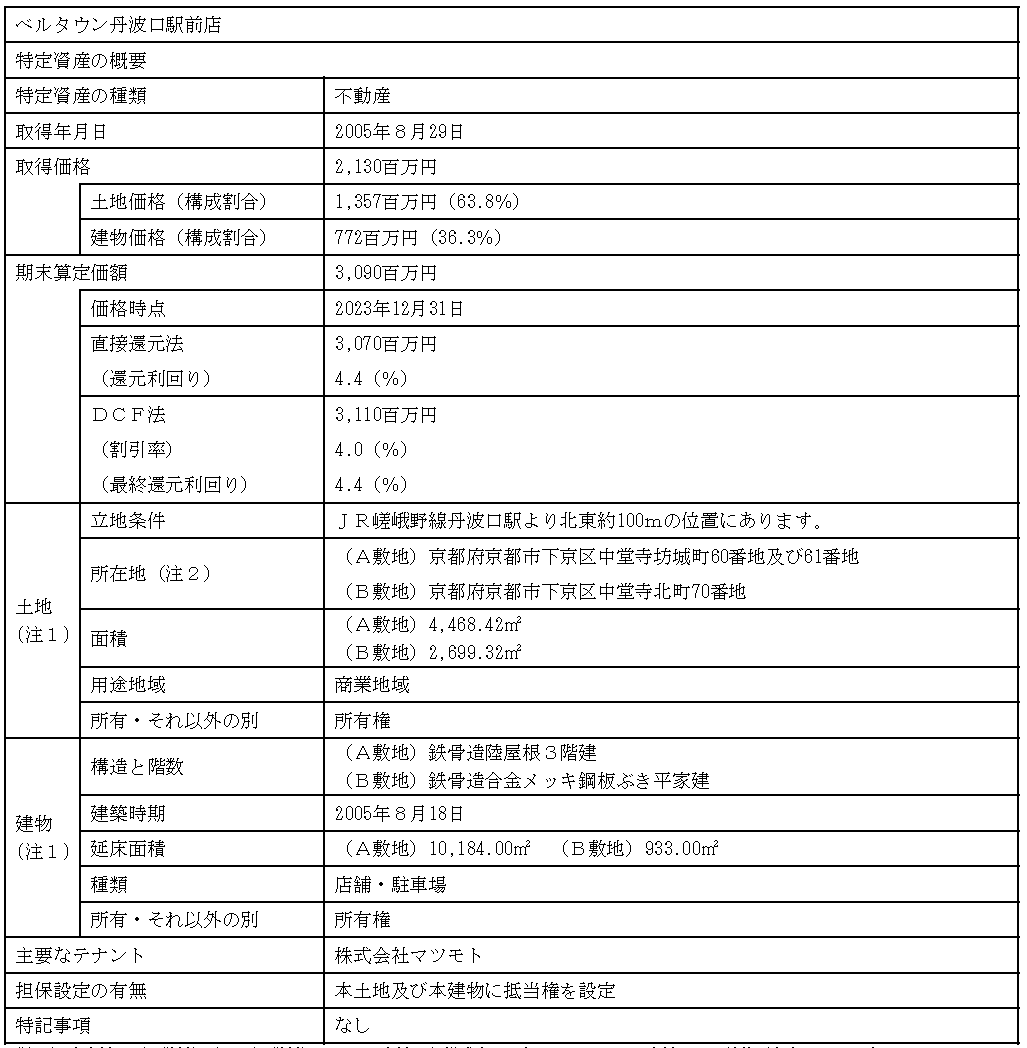 ベルタウン丹波口駅前店
特定資産の概要
特定資産の種類 不動産
取得年月日 2005年８月29日
取得価格 2,130百万円
土地価格（構成割合） 1,357百万円（63.8％）
建物価格（構成割合） 772百万円（36.3％）
期末算定価額 3,090百万円
価格時点 2023年12月31日
直接還元法 3,070百万円
（還元利回り） 4.4（％）
ＤＣＦ法 3,110百万円
（割引率） 4.0（％）
（最終還元利回り） 4.4（％）
土地
（注１）
立地条件 ＪＲ嵯峨野線丹波口駅より北東約100ｍの位置にあります。
所在地（注２）
（Ａ敷地）京都府京都市下京区中堂寺坊城町60番地及び61番地
（Ｂ敷地）京都府京都市下京区中堂寺北町70番地
面積
（Ａ敷地）4,468.42㎡
（Ｂ敷地）2,699.32㎡
用途地域 商業地域
所有・それ以外の別 所有権
建物
（注１）
構造と階数
（Ａ敷地）鉄骨造陸屋根３階建
（Ｂ敷地）鉄骨造合金メッキ鋼板ぶき平家建
建築時期 2005年８月18日
延床面積 （Ａ敷地）10,184.00㎡ （Ｂ敷地）933.00㎡
種類 店舗・駐車場
所有・それ以外の別 所有権
主要なテナント 株式会社マツモト
担保設定の有無 本土地及び本建物に抵当権を設定
特記事項 なし